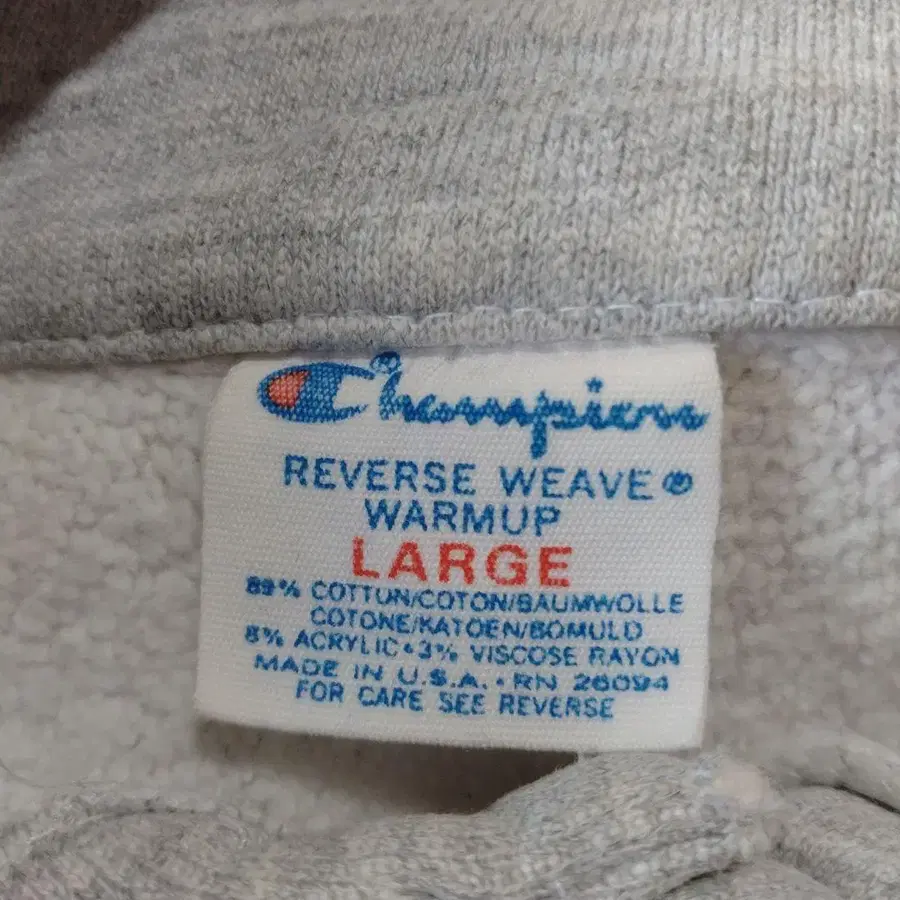 Champion
REVERSE WEAVE®
WARMUP
LARGE
89% COTTON/COTON/BAUMWOLLE
COTONE/KATOEN/BOMULD
8% ACRYLIC • 3% VISCOSE RAYON
MADE IN U.S.A. • RN 26094
FOR CARE SEE REVERSE